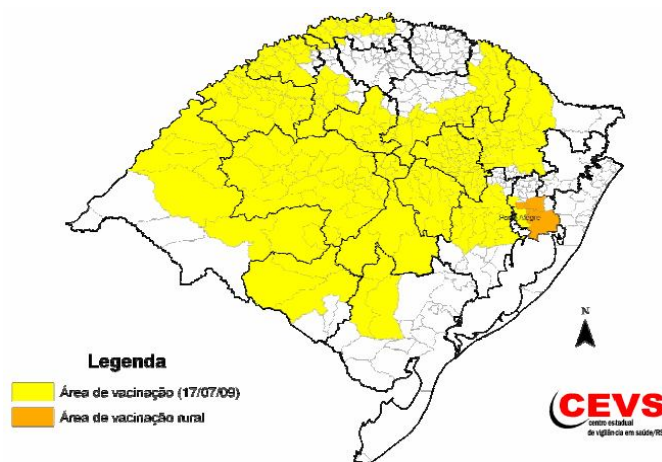 Porto Alegre
N
Legenda
Área de vacinação (17/07/09)
Área de vacinação rural
CEVS
centro estadual
de vigilância em saúde/RS